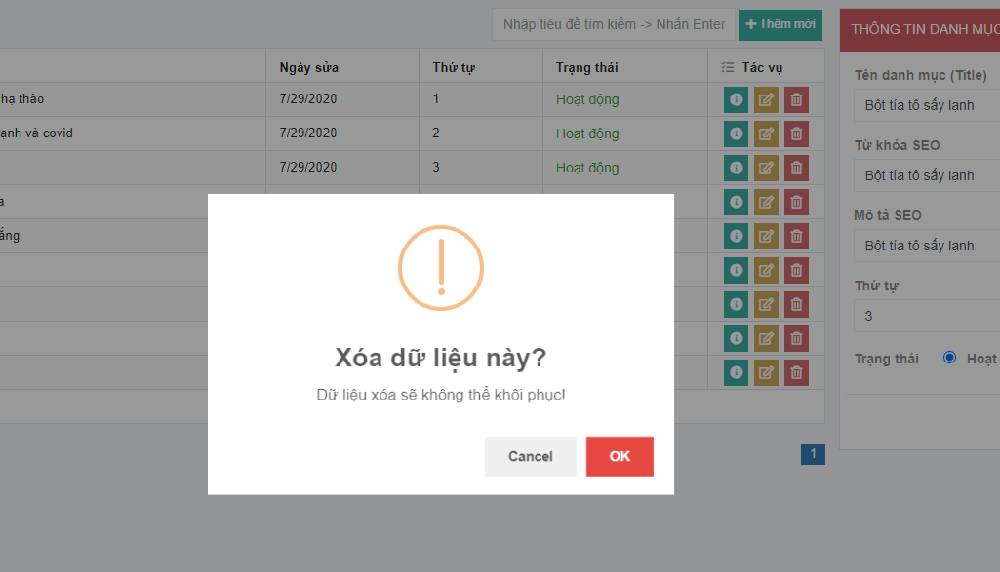 Nhập tiêu đề tìm kiếm -> Nhấn Enter
Thêm mới
Ngày sửa Thứ tự Trạng thái Tác vụ
hạ thảo 7/29/2020 1 Hoạt động
ạnh và covid 7/29/2020 2 Hoạt động
7/29/2020 3 Hoạt động
a
ắng
Xóa dữ liệu này?
Dữ liệu xóa sẽ không thể khôi phục!
Cancel OK
1
THÔNG TIN DANH MỤC
Tên danh mục (Title)
Bột tía tô sấy lạnh
Từ khóa SEO
Bột tía tô sấy lạnh
Mô tả SEO
Bột tía tô sấy lạnh
Thứ tự
3
Trạng thái Hoạt